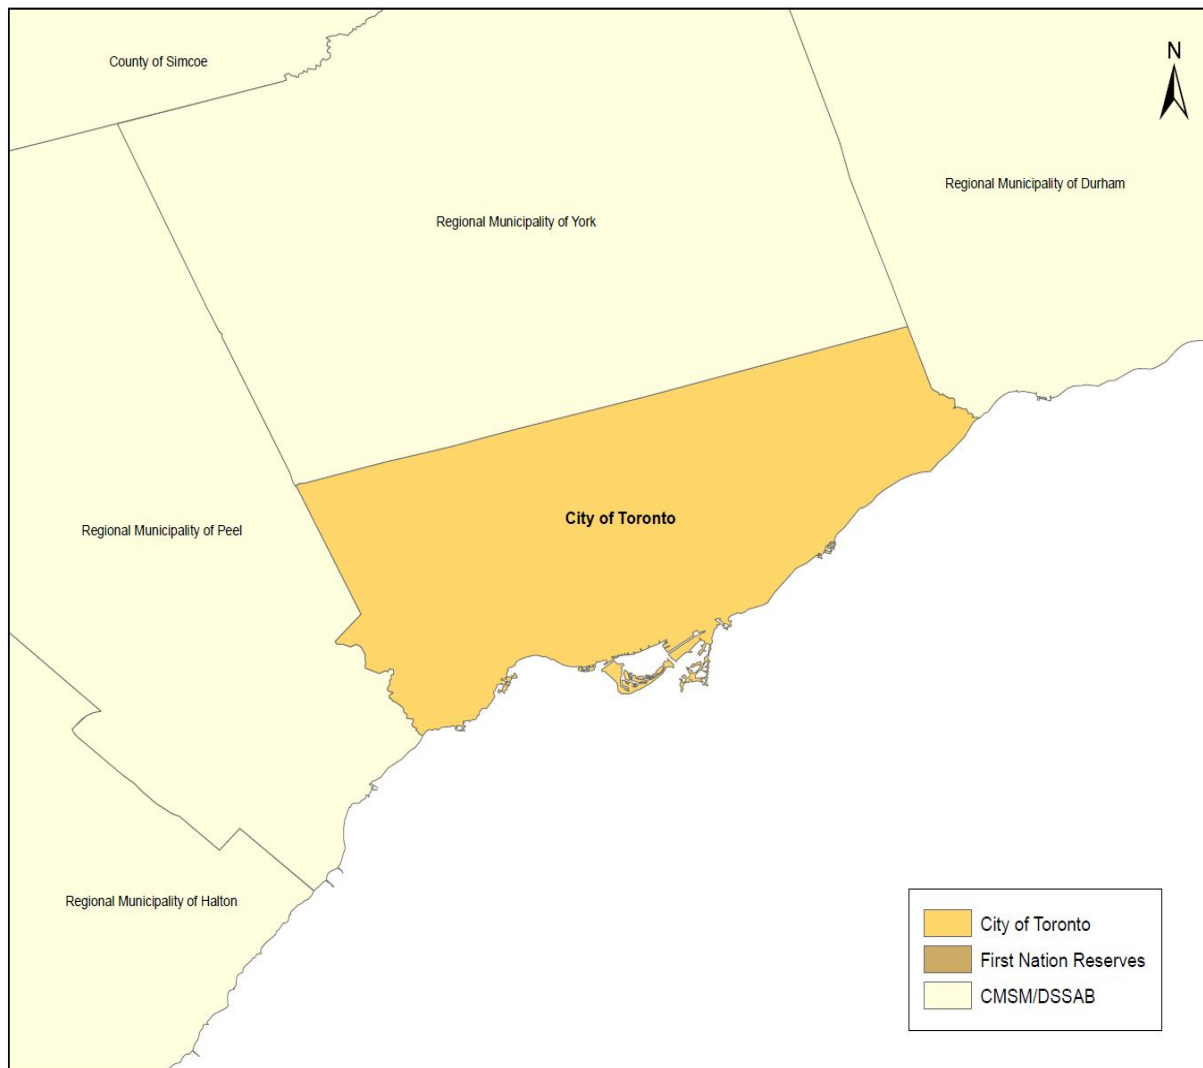 County of Simcoe
N
Regional Municipality of Durham
Regional Municipality of York
City of Toronto
Regional Municipality of Peel
Regional Municipality of Halton
City of Toronto
First Nation Reserves
CMSM/DSSAB